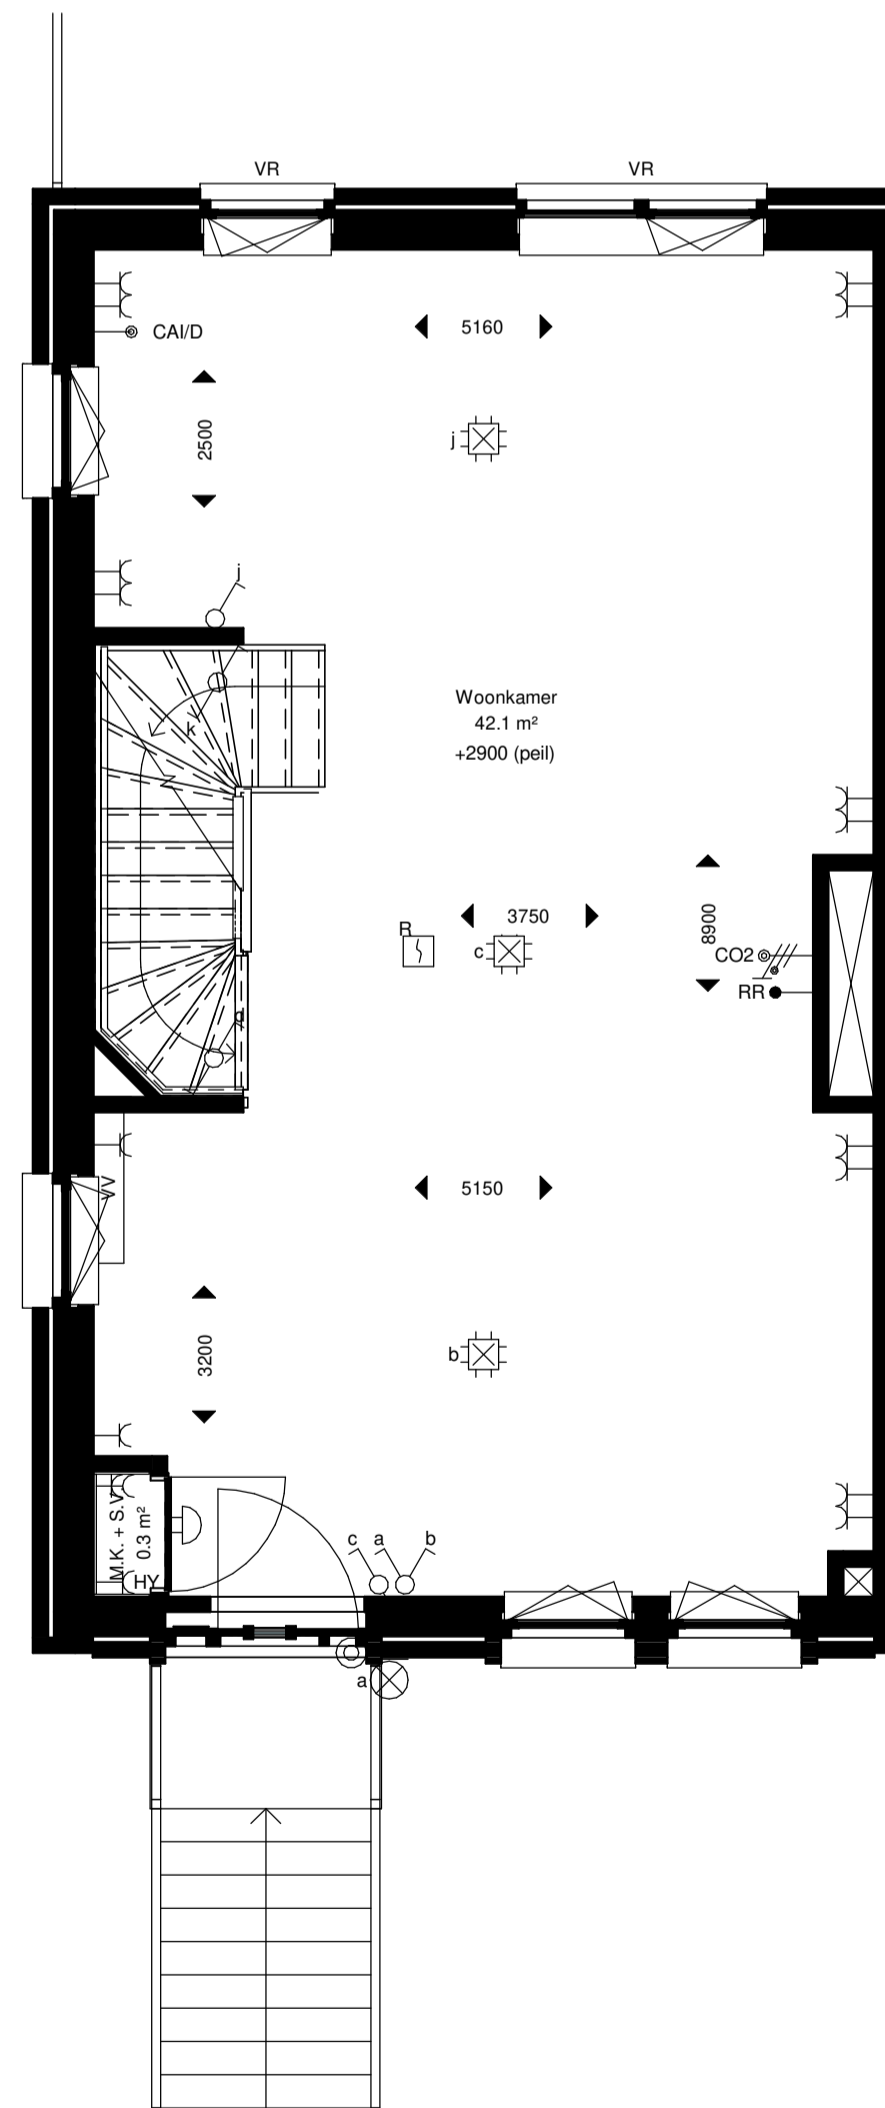 VR
VR
5160
CAI/D
2500
j
j
Woonkamer
42.1 m²
+2900 (peil)
k
3750
R
c
8900
CO2
RR
5150
3200
b
M.K. + S.V.
0.3 m²
HY
c
a
b
a